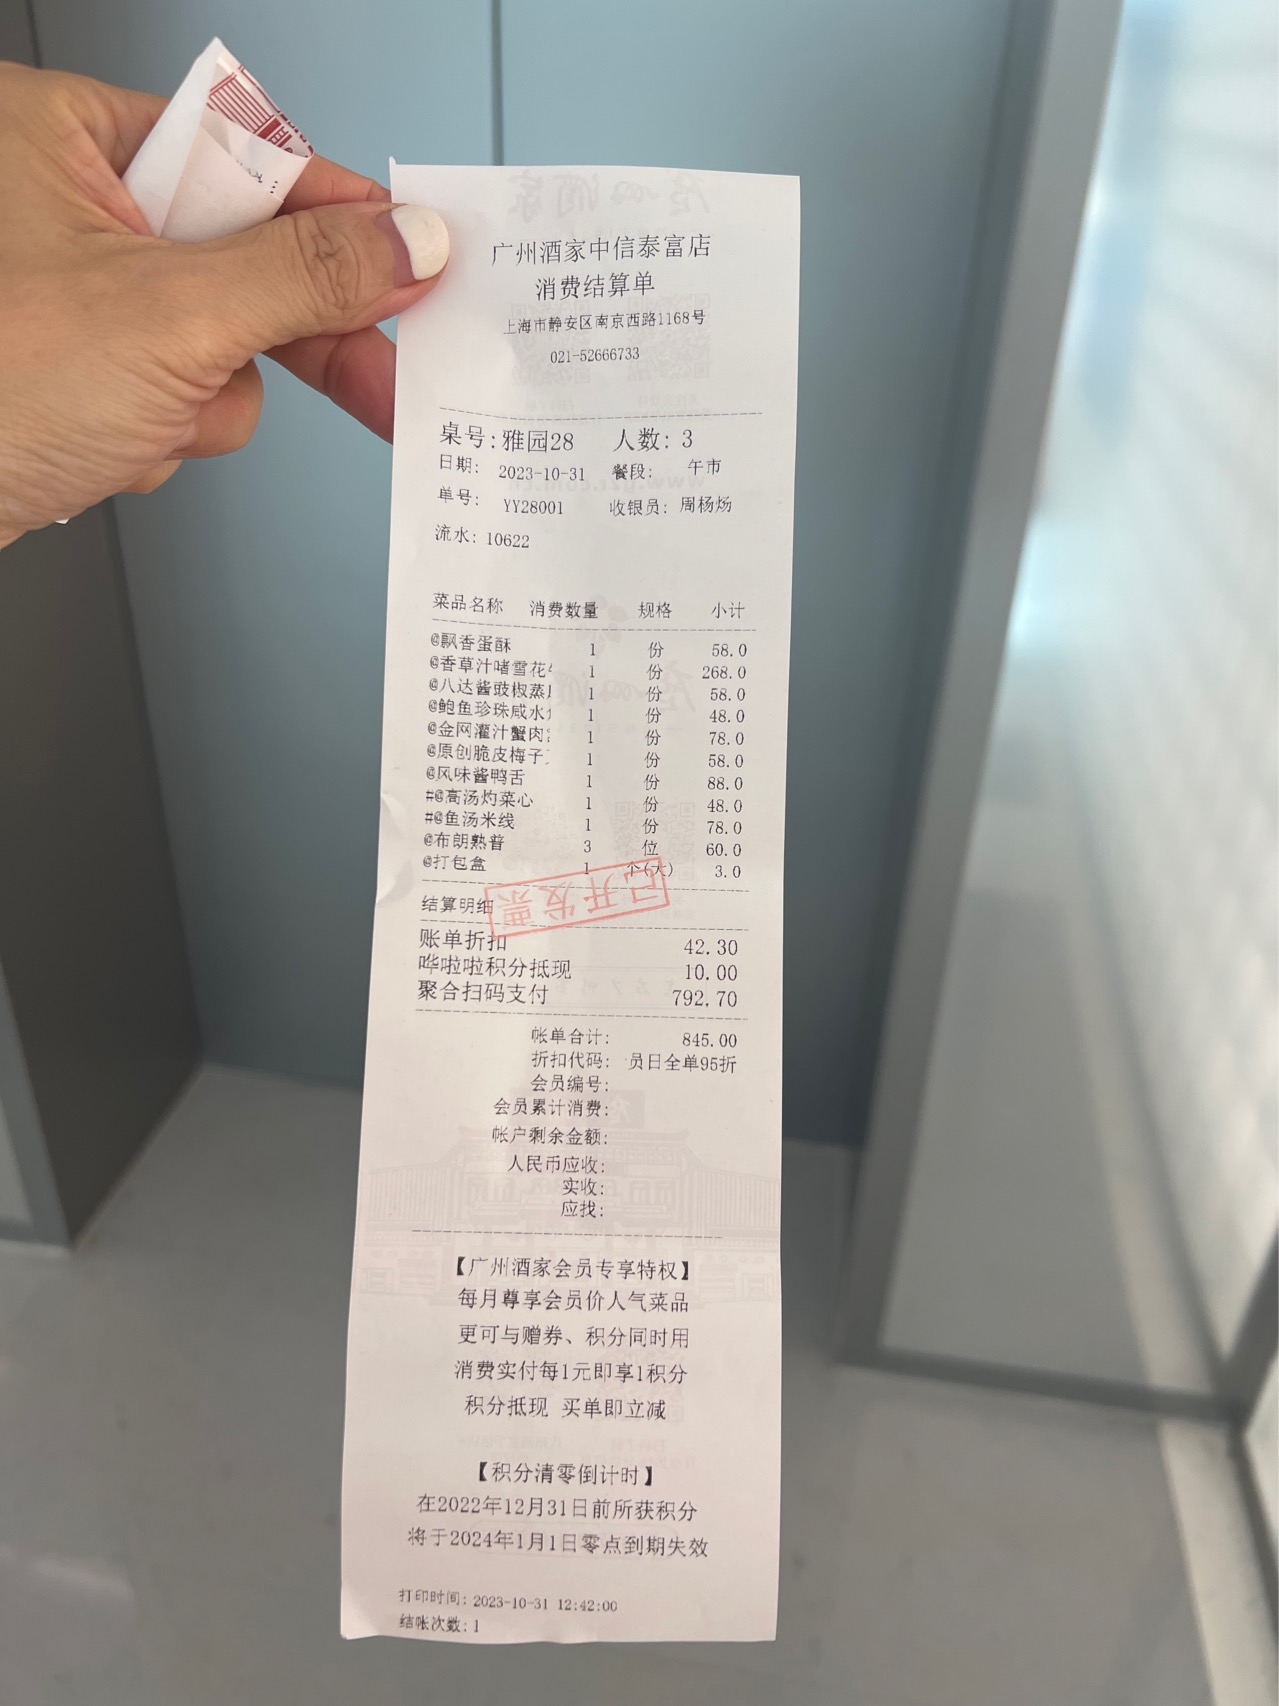 广州酒家中信泰富店
消费结算单
上海市静安区南京西路1168号
021-52666733
桌号:雅园28 人数: 3
日期: 2023-10-31 餐段: 午市
单号: YY28001 收银员: 周杨炀
流水: 10622
菜品名称 消费数量 规格 小计
@飘香蛋酥 1 份 58.0
@香草汁啫雪花 1 份 268.0
@八达酱豉椒蒸 1 份 58.0
@鲍鱼珍珠咸水 1 份 48.0
@金网灌汁蟹肉 1 份 78.0
@原创脆皮梅子 1 份 58.0
@风味酱鸭舌 1 份 88.0
#@高汤灼菜心 1 份 48.0
#@鱼汤米线 1 份 78.0
@布朗熟普 3 位 60.0
@打包盒 1 个(大) 3.0
已开发票
结算明细
账单折扣 42.30
哗啦啦积分抵现 10.00
聚合扫码支付 792.70
帐单合计: 845.00
折扣代码: 员日全单95折
会员编号:
会员累计消费:
帐户剩余金额:
人民币应收:
实收:
应找:
【广州酒家会员专享特权】
每月尊享会员价人气菜品
更可与赠券、积分同时用
消费实付每1元即享1积分
积分抵现 买单即立减
【积分清零倒计时】
在2022年12月31日前所获积分
将于2024年1月1日零点到期失效
打印时间: 2023-10-31 12:42:00
结帐次数: 1